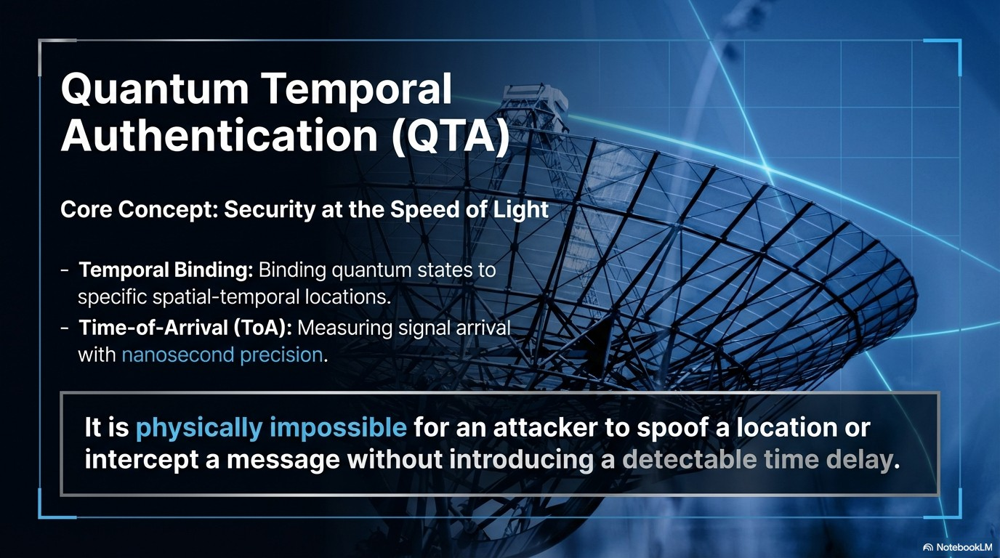 Quantum Temporal
Authentication (QTA)
Core Concept: Security at the Speed of Light
- Temporal Binding: Binding quantum states to
specific spatial-temporal locations.
- Time-of-Arrival (ToA): Measuring signal arrival
with nanosecond precision.
It is physically impossible for an attacker to spoof a location or
intercept a message without introducing a detectable time delay.
NotebookLM